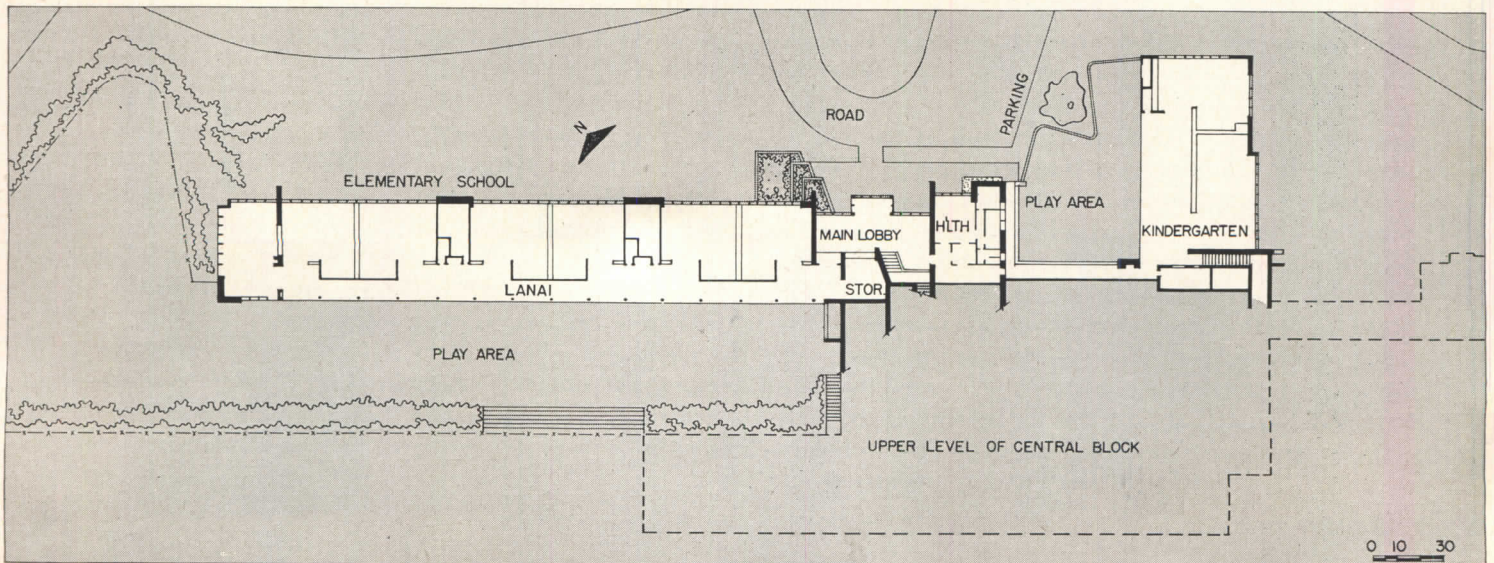 ROAD
PARKING
N
ELEMENTARY SCHOOL
PLAY AREA
MAIN LOBBY
HLTH
KINDERGARTEN
LANAI
STOR.
PLAY AREA
UPPER LEVEL OF CENTRAL BLOCK
0 10 30